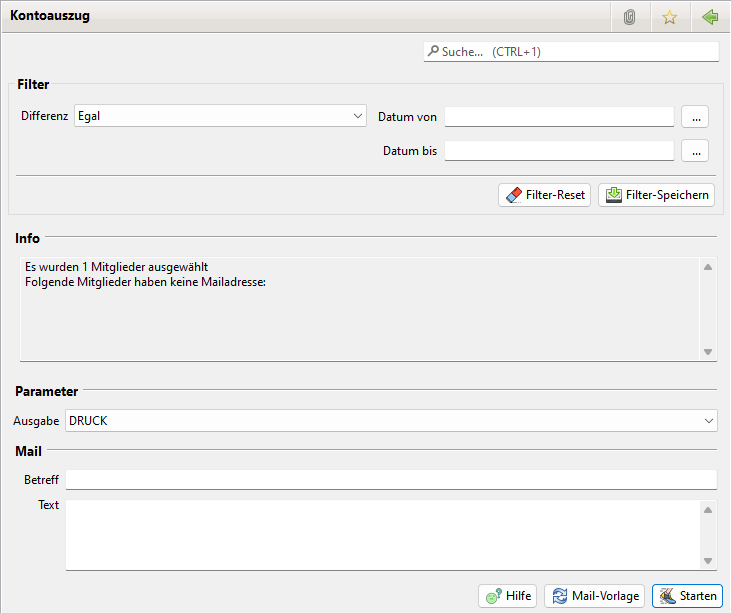 Kontoauszug
Suche... (CTRL+1)
Filter
Differenz Egal Datum von ...
Datum bis ...
Filter-Reset Filter-Speichern
Info
Es wurden 1 Mitglieder ausgewählt
Folgende Mitglieder haben keine Mailadresse:
Parameter
Ausgabe DRUCK
Mail
Betreff
Text
Hilfe Mail-Vorlage Starten